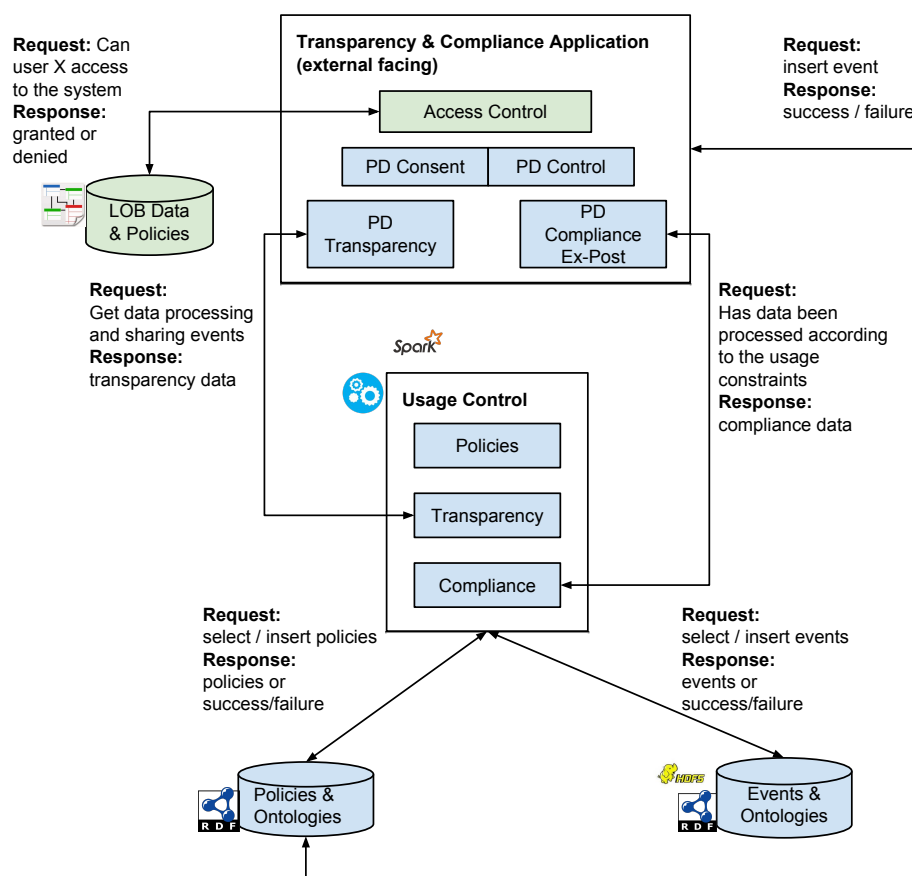 Request: Can
user X access
to the system
Response:
granted or
denied
Transparency & Compliance Application
(external facing)
Access Control
PD Consent
PD Control
PD
Transparency
PD
Compliance
Ex-Post
Request:
insert event
Response:
success / failure
LOB Data
& Policies
Request:
Get data processing
and sharing events
Response:
transparency data
Request:
Has data been
processed according
to the usage
constraints
Response:
compliance data
Spark
Usage Control
Policies
Transparency
Compliance
Request:
select / insert policies
Response:
policies or
success/failure
Request:
select / insert events
Response:
events or
success/failure
RDF
Policies &
Ontologies
HDFS
RDF
Events &
Ontologies